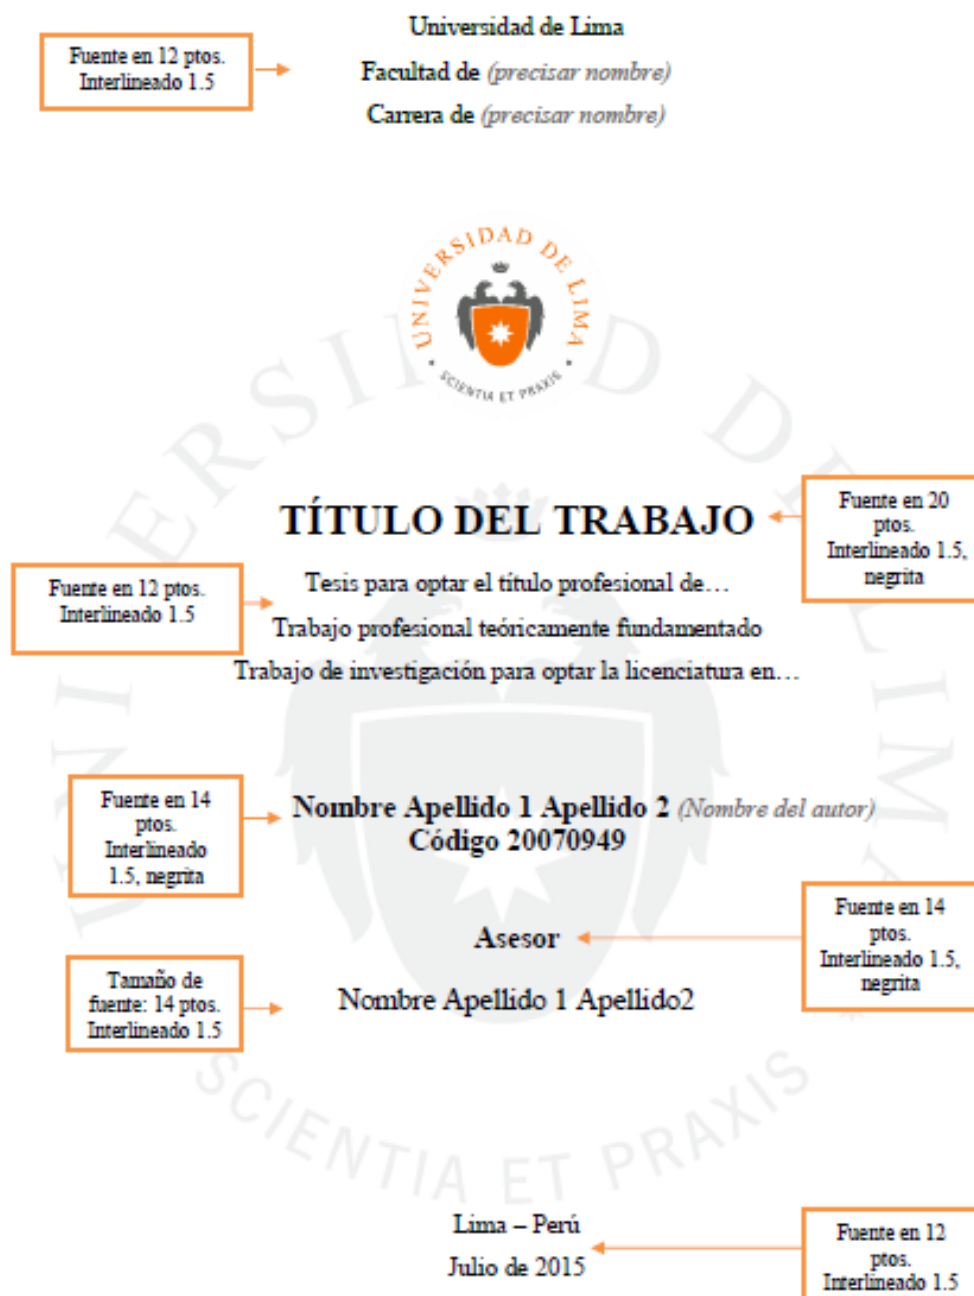 Universidad de Lima
Fuente en 12 ptos.
Interlineado 1.5
Facultad de (precisar nombre)
Carrera de (precisar nombre)
UNIVERSIDAD DE LIMA
SCIENTIA ET PRAXIS
TÍTULO DEL TRABAJO
Fuente en 20
ptos.
Interlineado 1.5,
negrita
Fuente en 12 ptos.
Interlineado 1.5
Tesis para optar el título profesional de…
Trabajo profesional teóricamente fundamentado
Trabajo de investigación para optar la licenciatura en…
Fuente en 14
ptos.
Interlineado
1.5, negrita
Nombre Apellido 1 Apellido 2 (Nombre del autor)
Código 20070949
Asesor
Fuente en 14
ptos.
Interlineado 1.5,
negrita
Tamaño de
fuente: 14 ptos.
Interlineado 1.5
Nombre Apellido 1 Apellido2
UNIVERSIDAD DE LIMA
SCIENTIA ET PRAXIS
Lima – Perú
Julio de 2015
Fuente en 12
ptos.
Interlineado 1.5